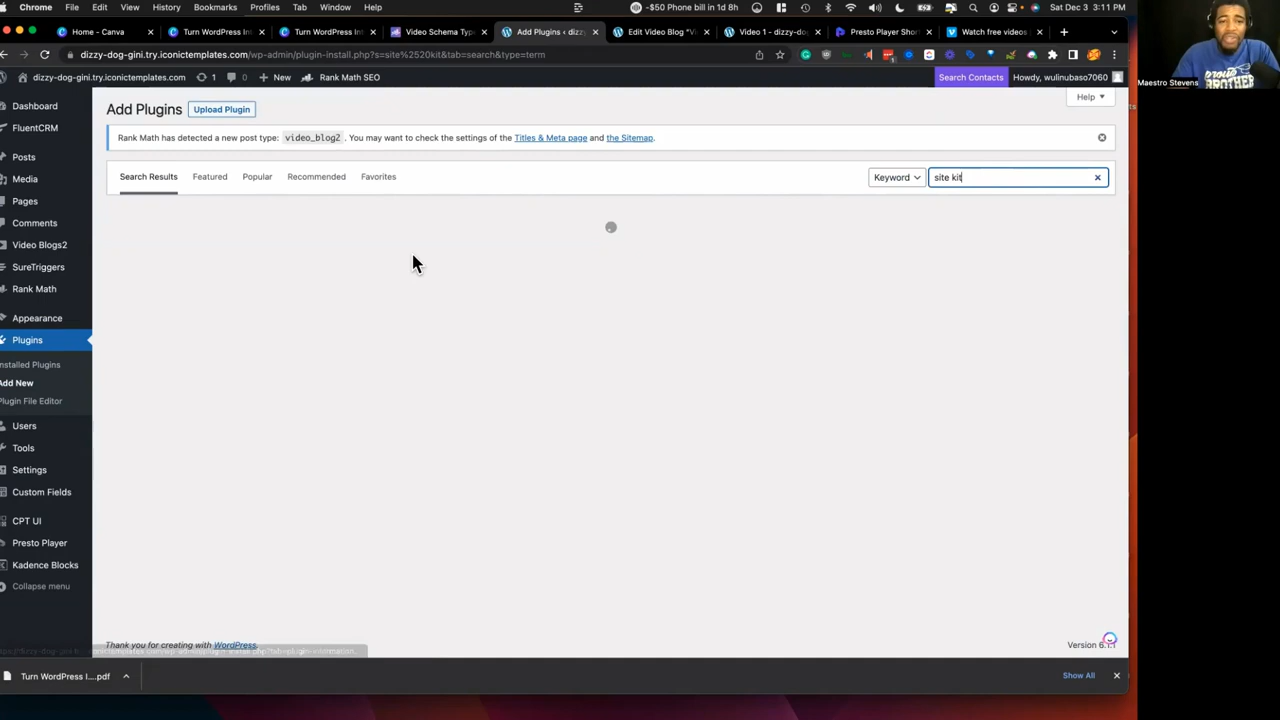 Chrome File Edit View History Bookmarks Profiles Tab Window Help -$50 Phone bill in 1d 8h Sat Dec 3 3:11 PM
Home - Canva Turn WordPress In Turn WordPress In Video Schema Type Add Plugins ‹ dizzy Edit Video Blog "Vi Video 1 - dizzy-do Presto Player Shor Watch free videos
dizzy-dog-gini.try.iconictemplates.com/wp-admin/plugin-install.php?s=site%2520kit&tab=search&type=term
dizzy-dog-gini.try.iconictemplates.com 1 0 New Rank Math SEO Search Contacts Howdy, wulinubaso7060
Maestro Stevens
Dashboard
FluentCRM
Posts
Media
Pages
Comments
Video Blogs2
SureTriggers
Rank Math
Appearance
Plugins
Installed Plugins
Add New
Plugin File Editor
Users
Tools
Settings
Custom Fields
CPT UI
Presto Player
Kadence Blocks
Collapse menu
Help
Add Plugins Upload Plugin
Rank Math has detected a new post type: video_blog2 . You may want to check the settings of the Titles & Meta page and the Sitemap.
Search Results Featured Popular Recommended Favorites Keyword site kit
Thank you for creating with WordPress. Version 6.1.1
Turn WordPress I....pdf Show All